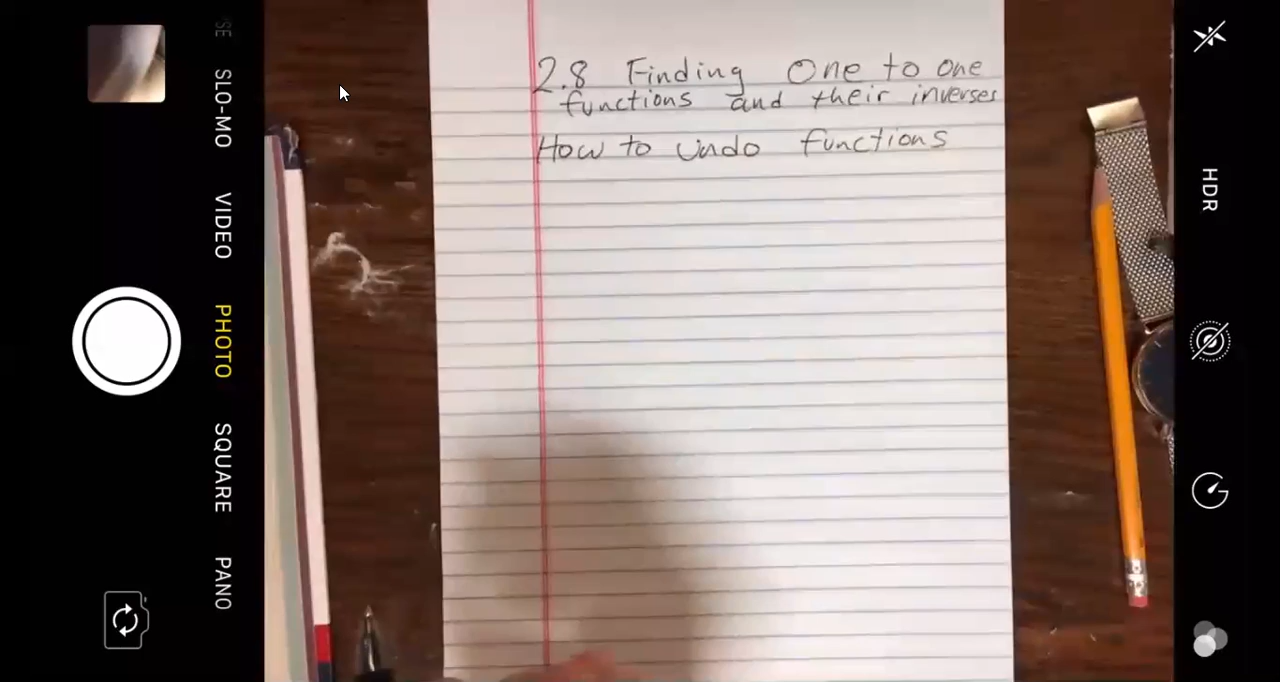 SE
SLO-MO
VIDEO
PHOTO
SQUARE
PANO
2.8 Finding One to one
functions and their inverses
How to undo functions
HDR